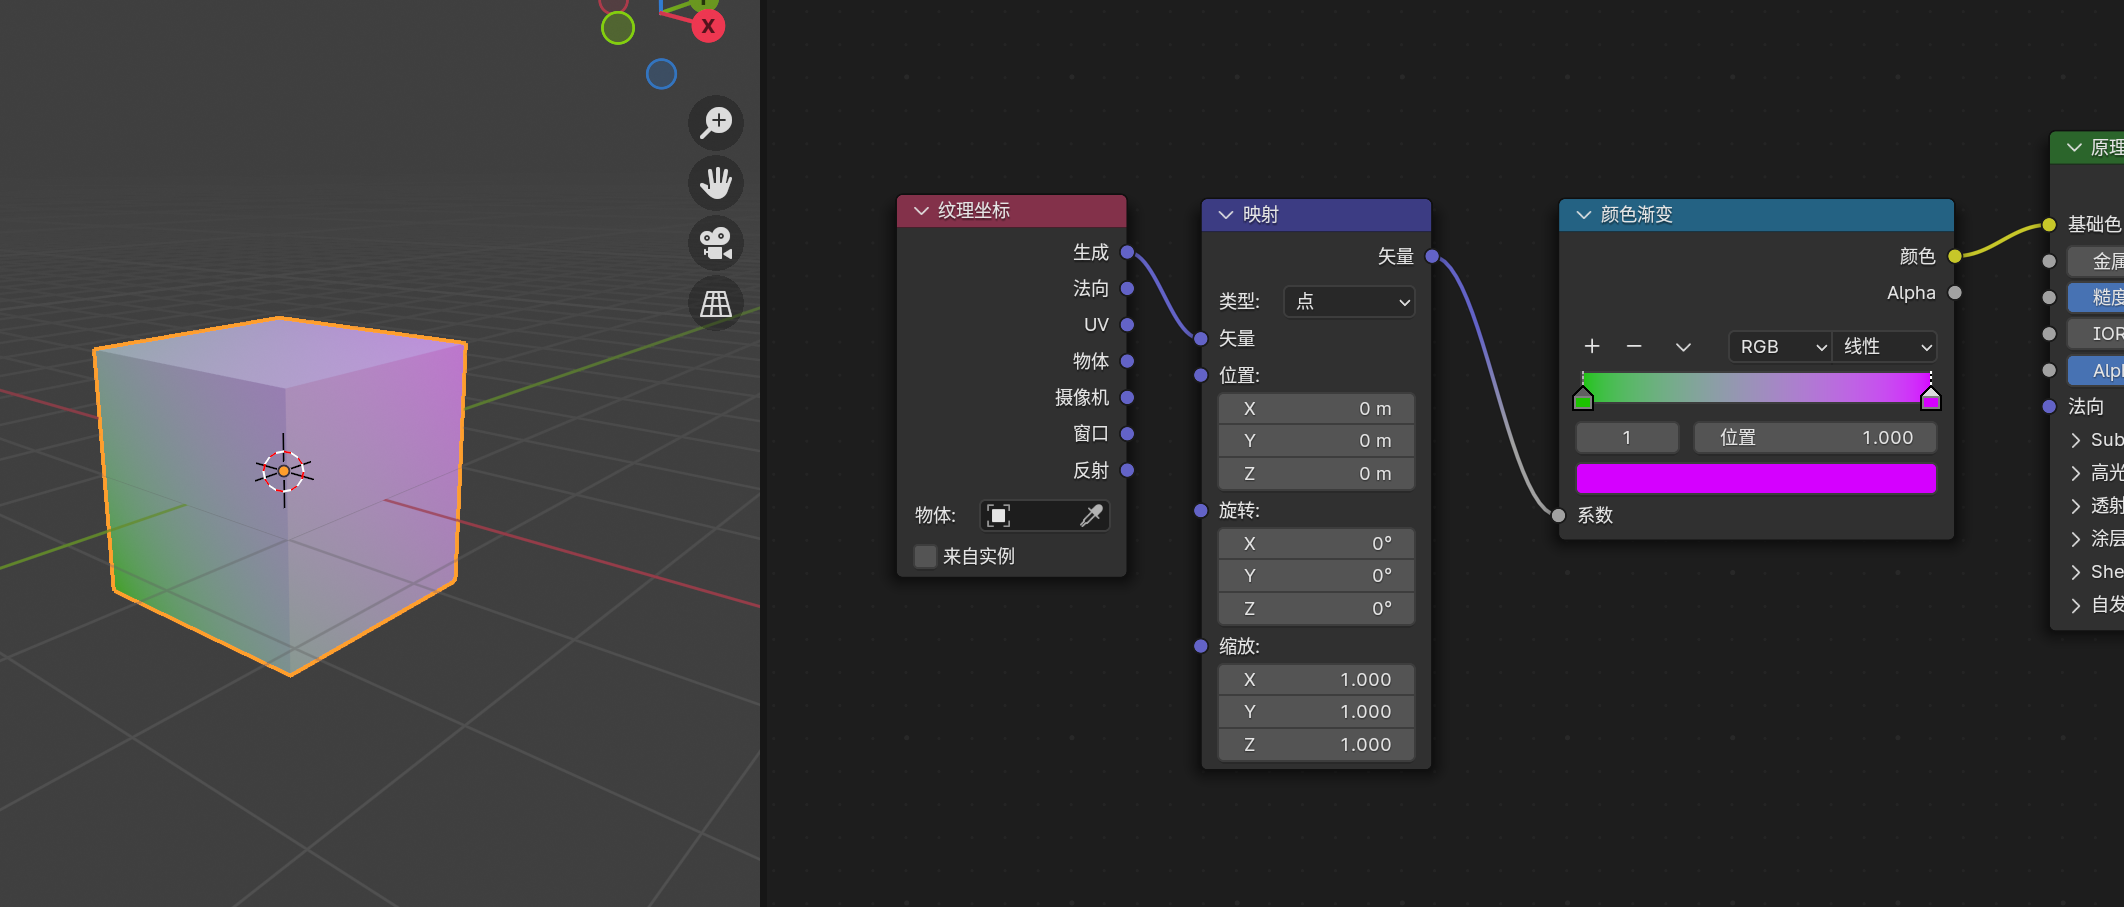 X
纹理坐标
生成
法向
UV
物体
摄像机
窗口
反射
物体:
来自实例
映射
矢量
类型: 点
矢量
位置:
X 0 m
Y 0 m
Z 0 m
旋转:
X 0°
Y 0°
Z 0°
缩放:
X 1.000
Y 1.000
Z 1.000
颜色渐变
颜色
Alpha
RGB 线性
1 位置 1.000
系数
原理
基础色
金属
糙度
IOR
Alpl
法向
Sub
高光
透射
涂层
She
自发